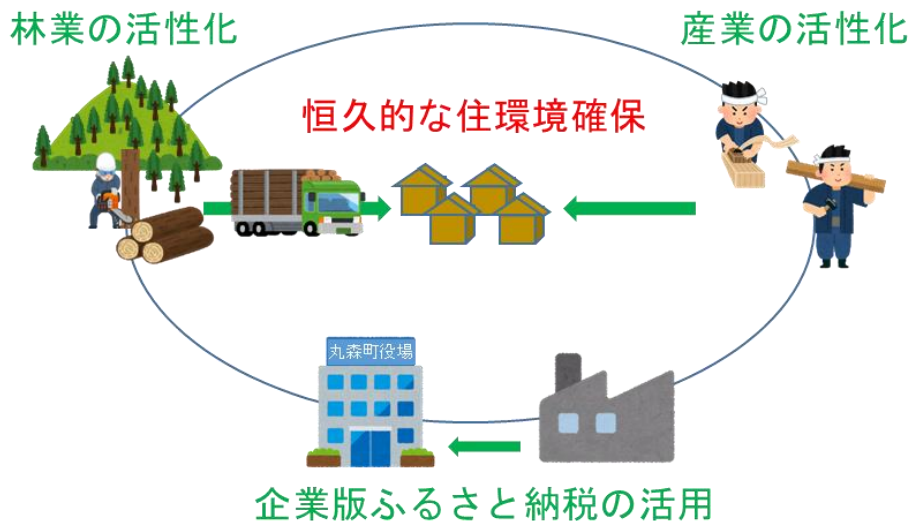 林業の活性化
産業の活性化
恒久的な住環境確保
丸森町役場
企業版ふるさと納税の活用